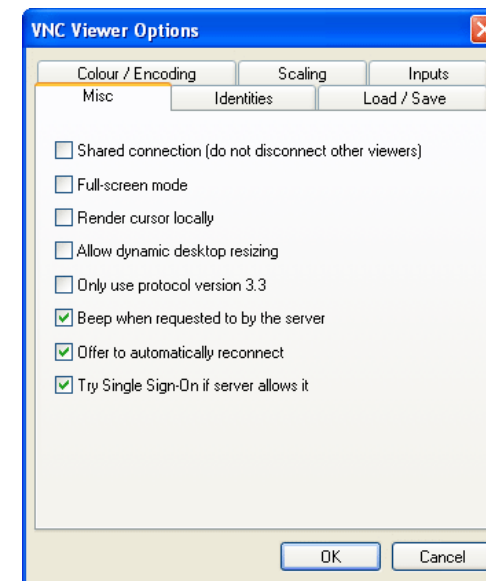 VNC Viewer Options
Colour / Encoding Scaling Inputs
Misc Identities Load / Save
Shared connection (do not disconnect other viewers)
Full-screen mode
Render cursor locally
Allow dynamic desktop resizing
Only use protocol version 3.3
Beep when requested to by the server
Offer to automatically reconnect
Try Single Sign-On if server allows it
OK Cancel